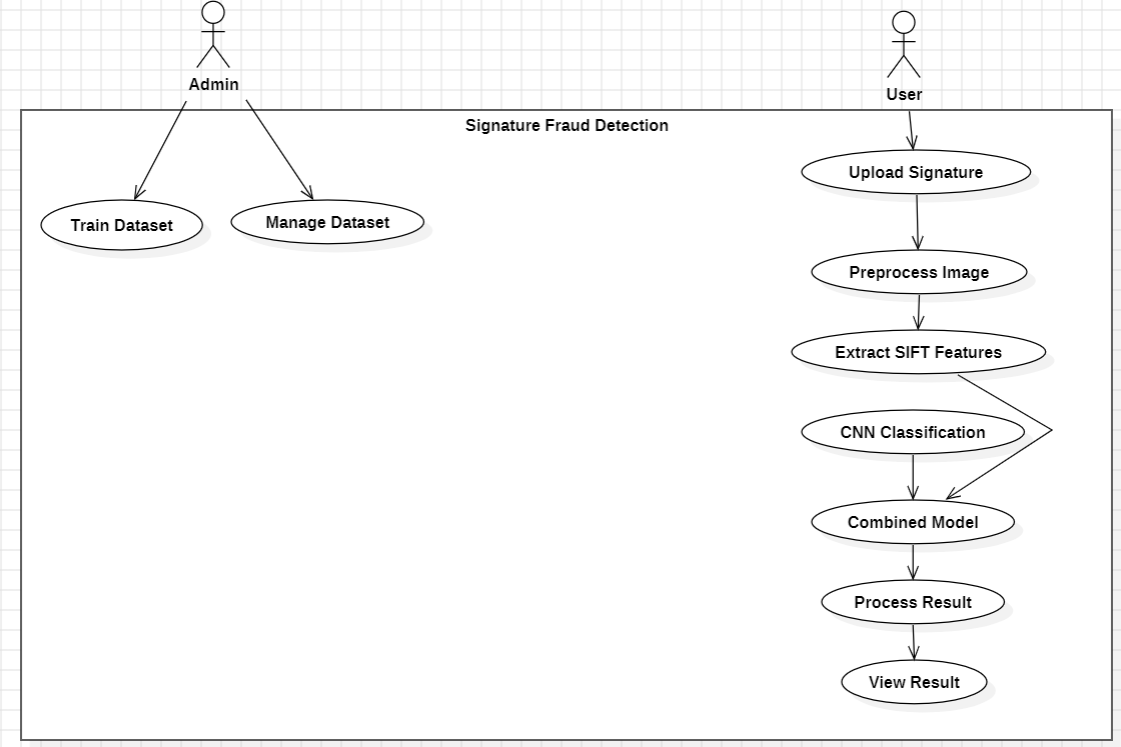 Admin
User
Signature Fraud Detection
Upload Signature
Train Dataset
Manage Dataset
Preprocess Image
Extract SIFT Features
CNN Classification
Combined Model
Process Result
View Result